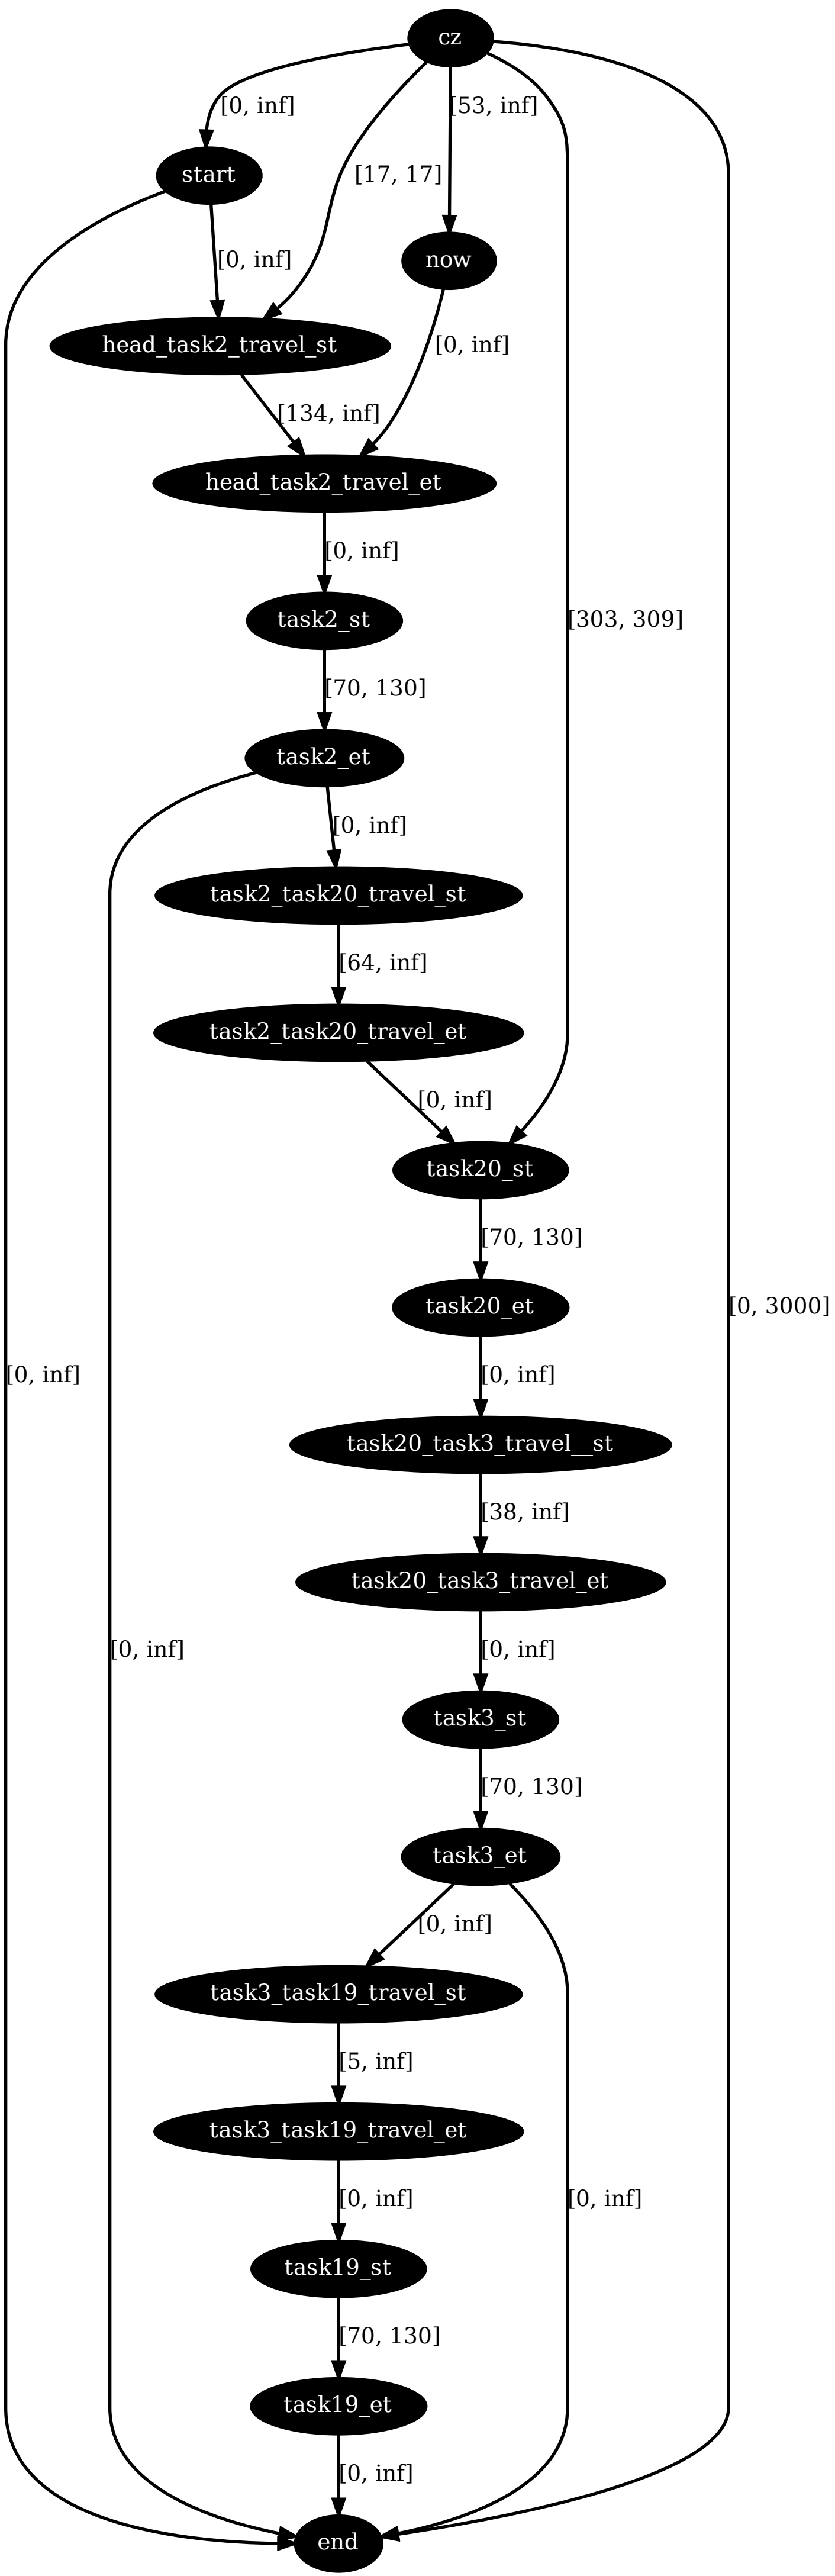 cz
[0, inf]
[53, inf]
[17, 17]
start
[0, inf]
now
head_task2_travel_st
[0, inf]
[134, inf]
head_task2_travel_et
[0, inf]
task2_st
[303, 309]
[70, 130]
task2_et
[0, inf]
task2_task20_travel_st
[64, inf]
task2_task20_travel_et
[0, inf]
task20_st
[70, 130]
task20_et
[0, 3000]
[0, inf]
[0, inf]
task20_task3_travel__st
[38, inf]
task20_task3_travel_et
[0, inf]
[0, inf]
task3_st
[70, 130]
task3_et
[0, inf]
task3_task19_travel_st
[5, inf]
task3_task19_travel_et
[0, inf]
[0, inf]
task19_st
[70, 130]
task19_et
[0, inf]
end